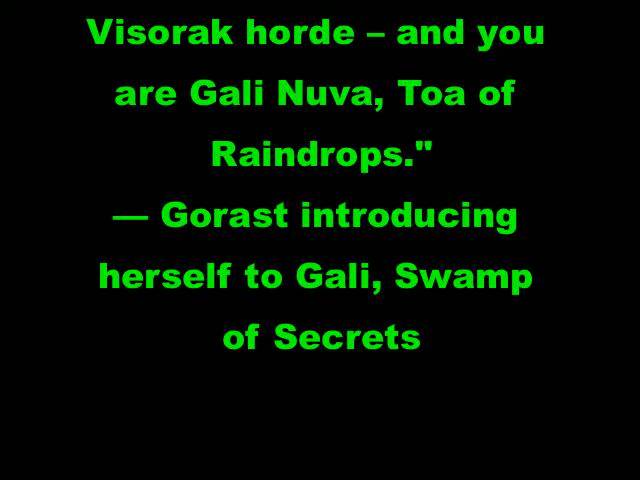 Visorak horde – and you
are Gali Nuva, Toa of
Raindrops."
— Gorast introducing
herself to Gali, Swamp
of Secrets